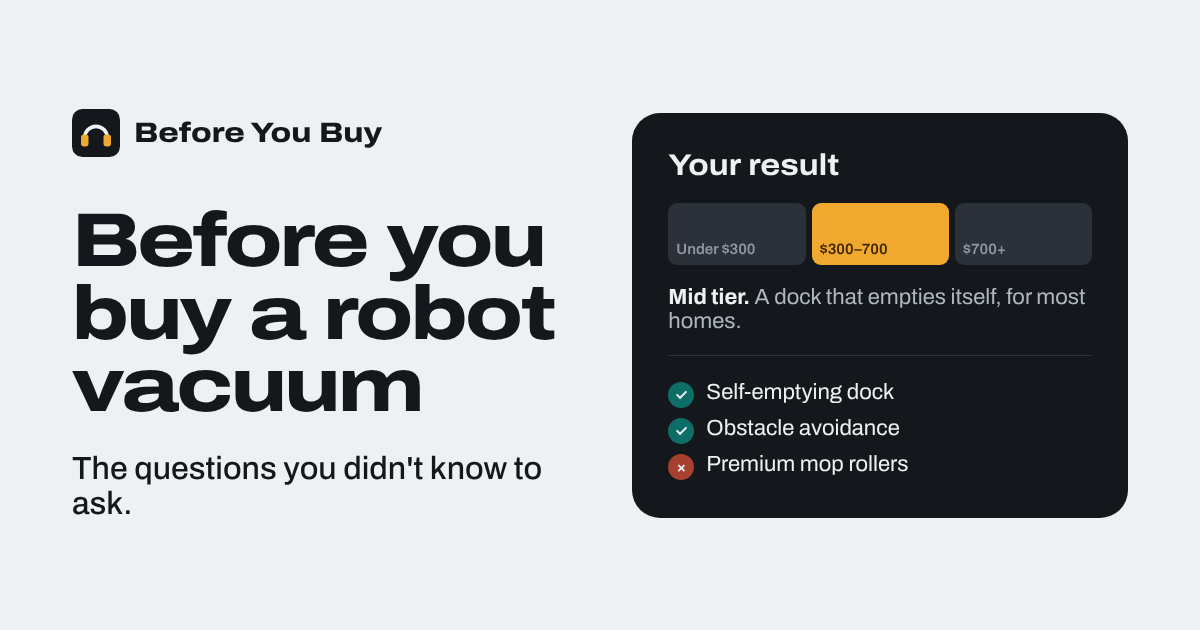 Before You Buy
Before you
buy a robot
vacuum
The questions you didn't know to
ask.
Your result
Under $300
$300–700
$700+
Mid tier. A dock that empties itself, for most
homes.
Self-emptying dock
Obstacle avoidance
Premium mop rollers